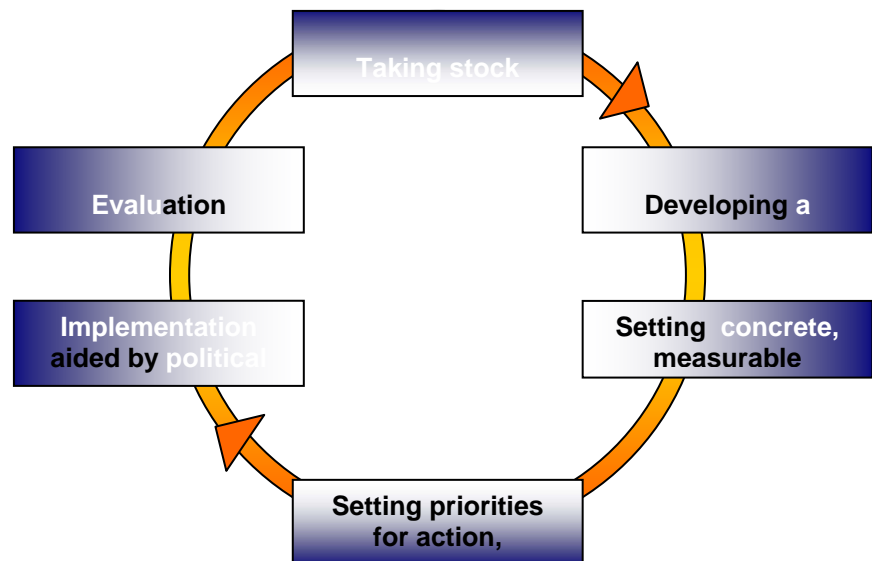 Taking stock
Developing a
Setting concrete,
measurable
Setting priorities
for action,
Implementation
aided by political
Evaluation